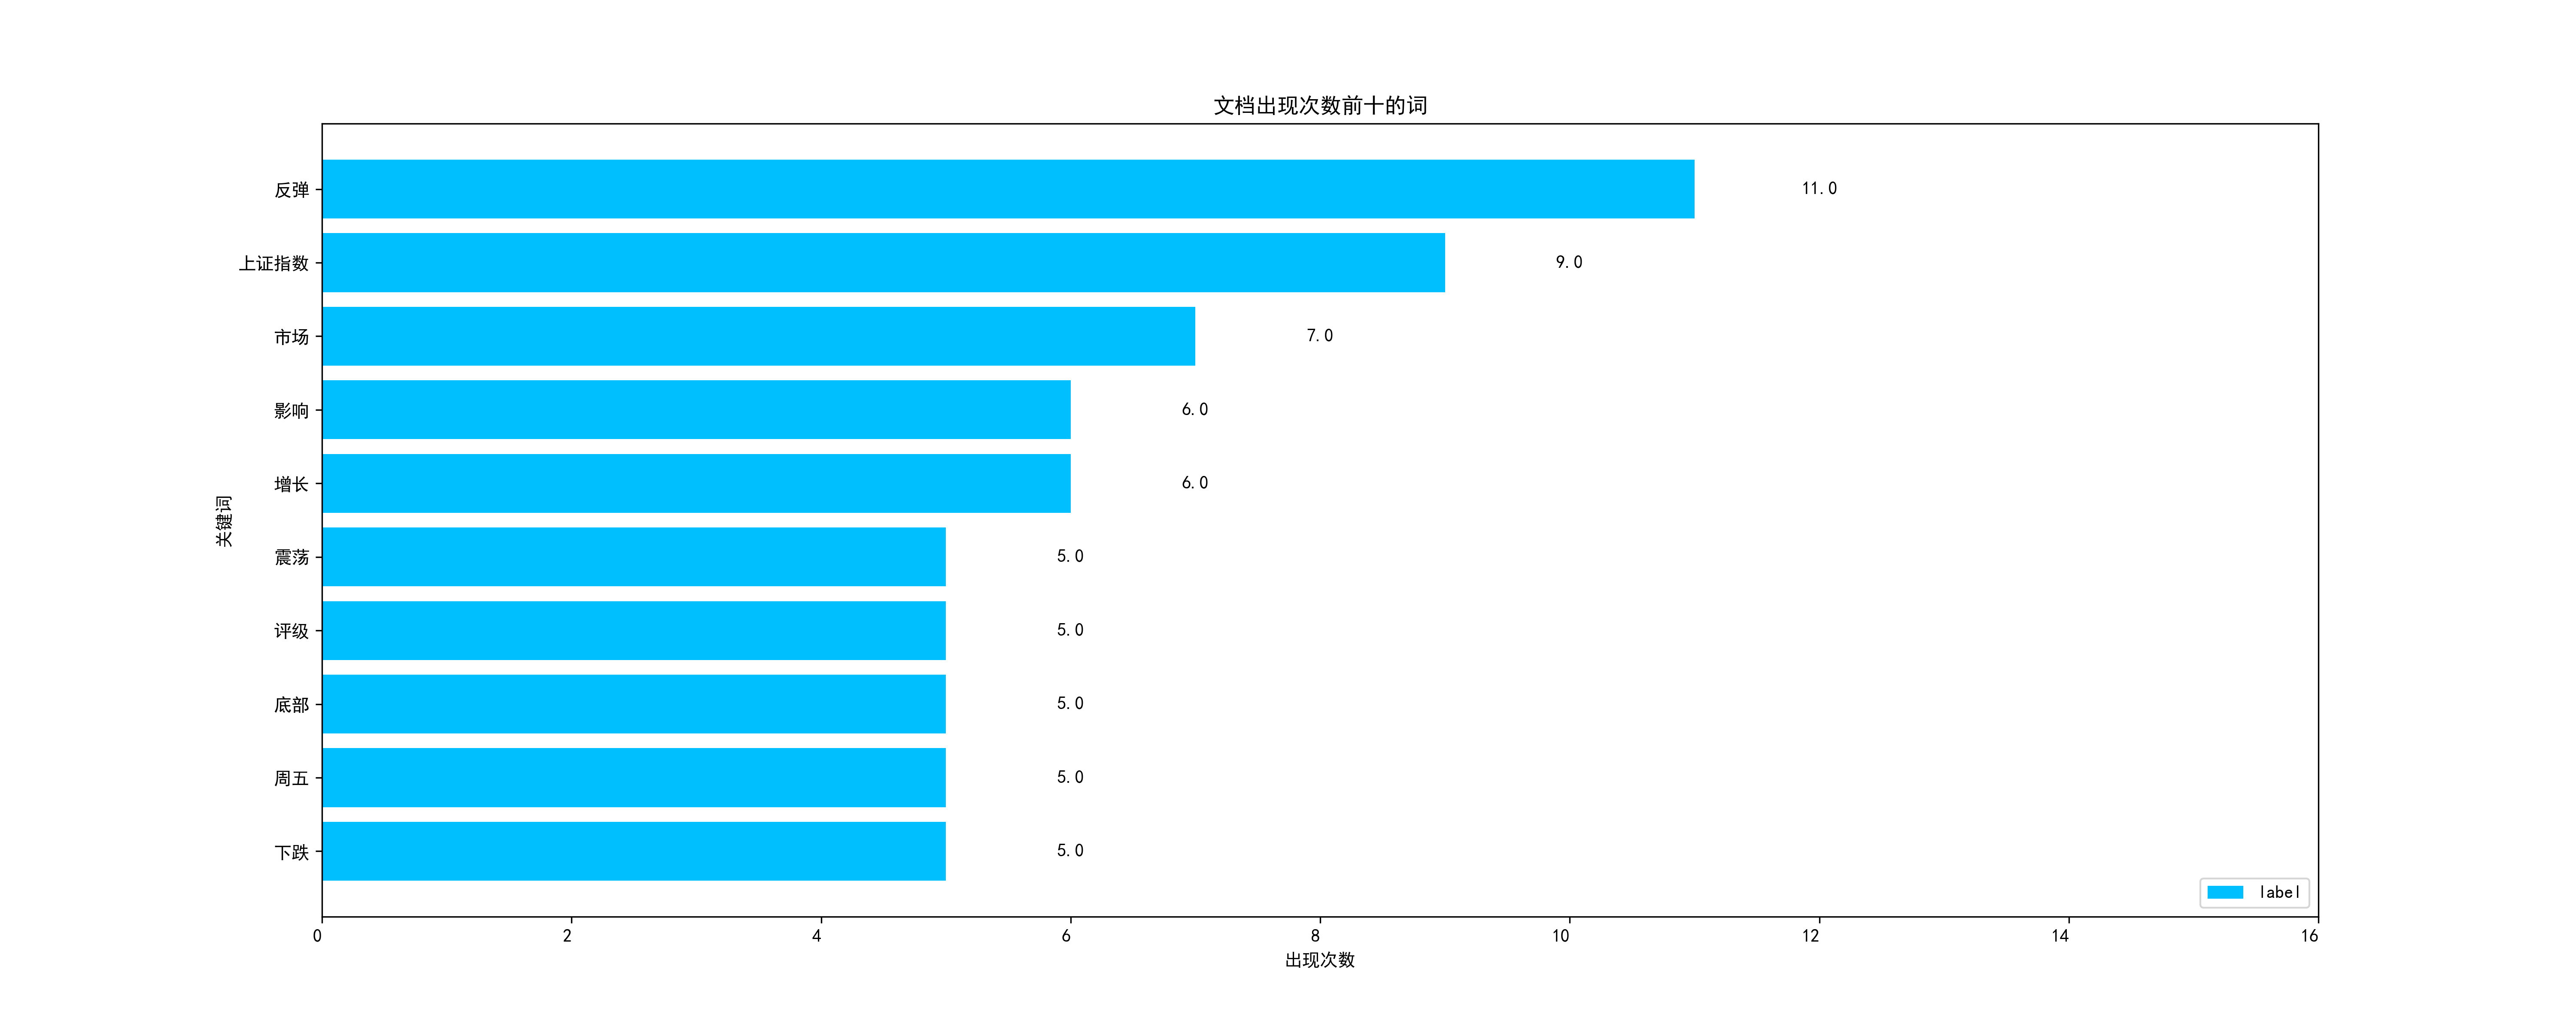 文档出现次数前十的词
反弹 11.0
上证指数 9.0
市场 7.0
影响 6.0
增长 6.0
震荡 5.0
评级 5.0
底部 5.0
周五 5.0
下跌 5.0
关键词
label
0 2 4 6 8 10 12 14 16
出现次数